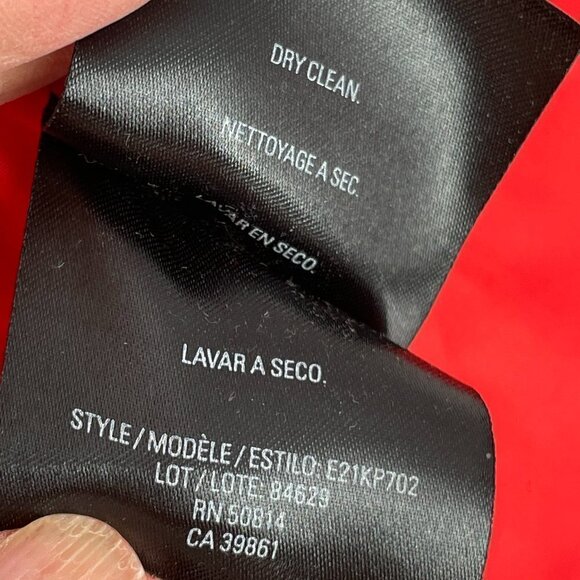 DRY CLEAN.
NETTOYAGE A SEC.
LAVAR EN SECO.
LAVAR A SECO.
STYLE / MODÈLE / ESTILO: E21KP702
LOT / LOTE: 84629
RN 50814
CA 39861